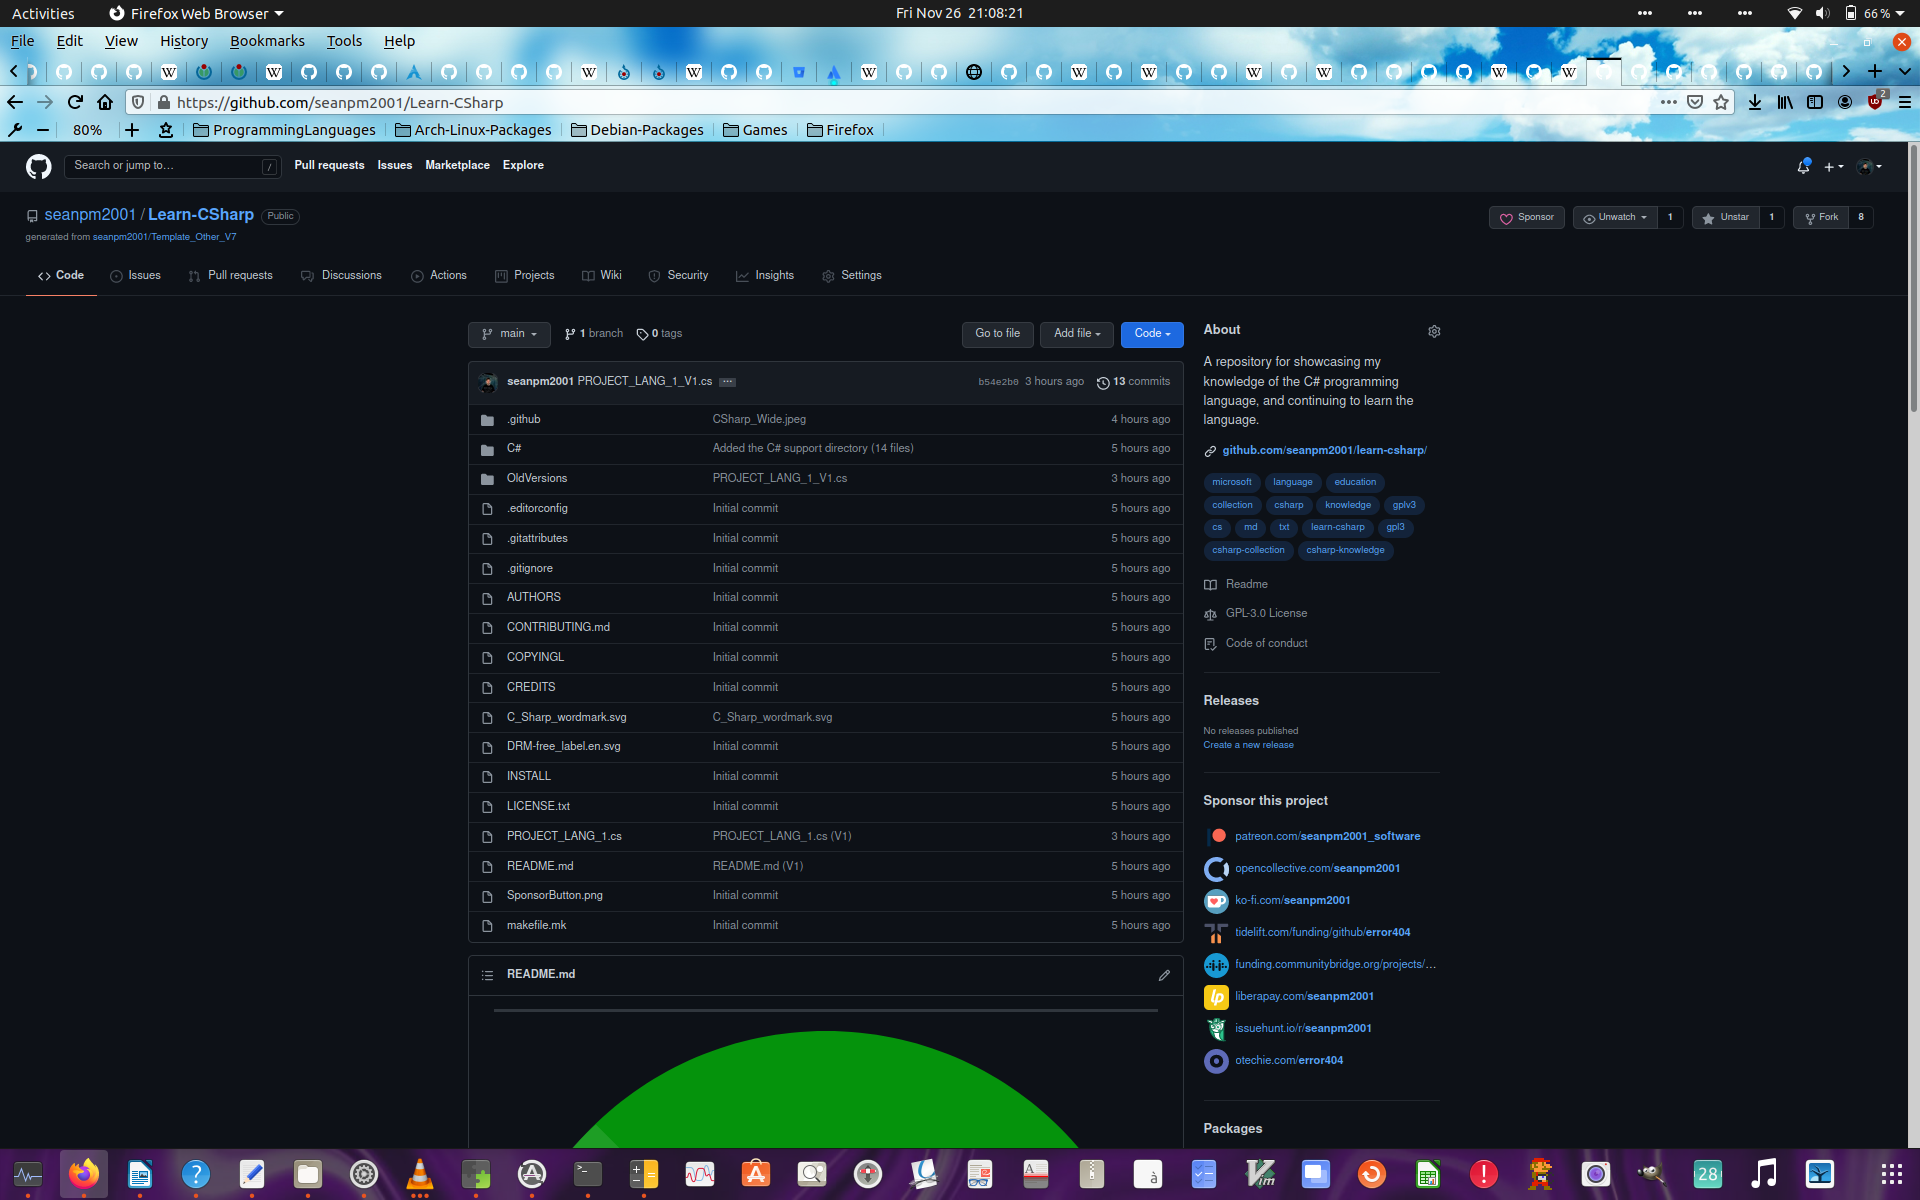 Activities
Firefox Web Browser
Fri Nov 26 21:08:21
66 %
File Edit View History Bookmarks Tools Help
https://github.com/seanpm2001/Learn-CSharp
2
80%
ProgrammingLanguages
Arch-Linux-Packages
Debian-Packages
Games
Firefox
Search or jump to...
/
Pull requests Issues Marketplace Explore
seanpm2001 / Learn-CSharp Public
generated from seanpm2001/Template_Other_V7
Sponsor
Unwatch 1
Unstar 1
Fork 8
Code Issues Pull requests Discussions Actions Projects Wiki Security Insights Settings
main 1 branch 0 tags
Go to file Add file Code
seanpm2001 PROJECT_LANG_1_V1.cs b54e2b0 3 hours ago 13 commits
.github CSharp_Wide.jpeg 4 hours ago
C# Added the C# support directory (14 files) 5 hours ago
OldVersions PROJECT_LANG_1_V1.cs 3 hours ago
.editorconfig Initial commit 5 hours ago
.gitattributes Initial commit 5 hours ago
.gitignore Initial commit 5 hours ago
AUTHORS Initial commit 5 hours ago
CONTRIBUTING.md Initial commit 5 hours ago
COPYINGL Initial commit 5 hours ago
CREDITS Initial commit 5 hours ago
C_Sharp_wordmark.svg C_Sharp_wordmark.svg 5 hours ago
DRM-free_label.en.svg Initial commit 5 hours ago
INSTALL Initial commit 5 hours ago
LICENSE.txt Initial commit 5 hours ago
PROJECT_LANG_1.cs PROJECT_LANG_1.cs (V1) 3 hours ago
README.md README.md (V1) 5 hours ago
SponsorButton.png Initial commit 5 hours ago
makefile.mk Initial commit 5 hours ago
README.md
About
A repository for showcasing my
knowledge of the C# programming
language, and continuing to learn the
language.
github.com/seanpm2001/learn-csharp/
microsoft language education
collection csharp knowledge gplv3
cs md txt learn-csharp gpl3
csharp-collection csharp-knowledge
Readme
GPL-3.0 License
Code of conduct
Releases
No releases published
Create a new release
Sponsor this project
patreon.com/seanpm2001_software
opencollective.com/seanpm2001
ko-fi.com/seanpm2001
tidelift.com/funding/github/error404
funding.communitybridge.org/projects/...
liberapay.com/seanpm2001
issuehunt.io/r/seanpm2001
otechie.com/error404
Packages
28